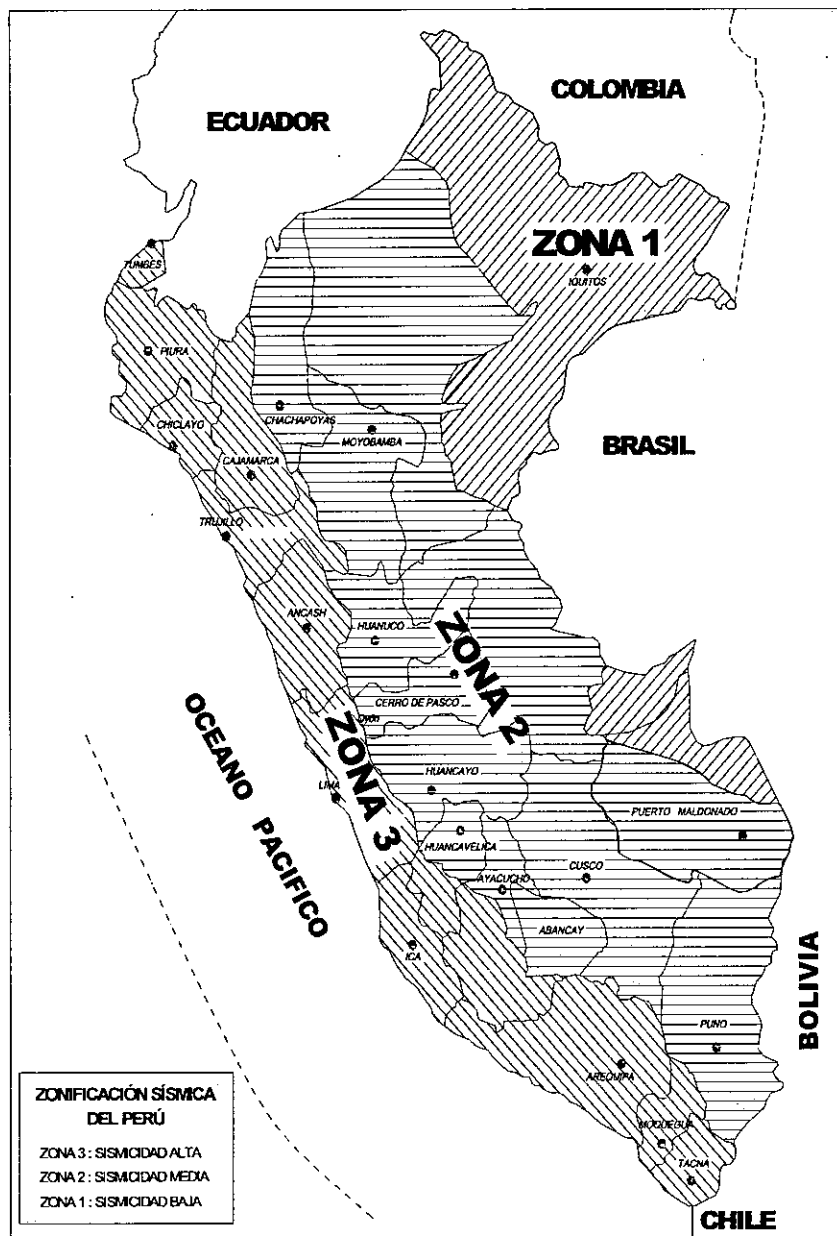 COLOMBIA
ECUADOR
ZONA 1
IQUITOS
TUMBES
PIURA
CHACHAPOYAS
CHICLAYO
MOYOBAMBA
BRASIL
CAJAMARCA
TRUJILLO
ANCASH
HUANUCO
ZONA 2
CERRO DE PASCO
Oyón
ZONA 3
OCEANO PACIFICO
HUANCAYO
LIMA
PUERTO MALDONADO
HUANCAVELICA
CUSCO
AYACUCHO
ABANCAY
ICA
BOLIVIA
PUNO
AREQUIPA
MOQUEGUA
TACNA
CHILE
ZONIFICACIÓN SÍSMICA
DEL PERÚ
ZONA 3 : SISMICIDAD ALTA
ZONA 2 : SISMICIDAD MEDIA
ZONA 1 : SISMICIDAD BAJA